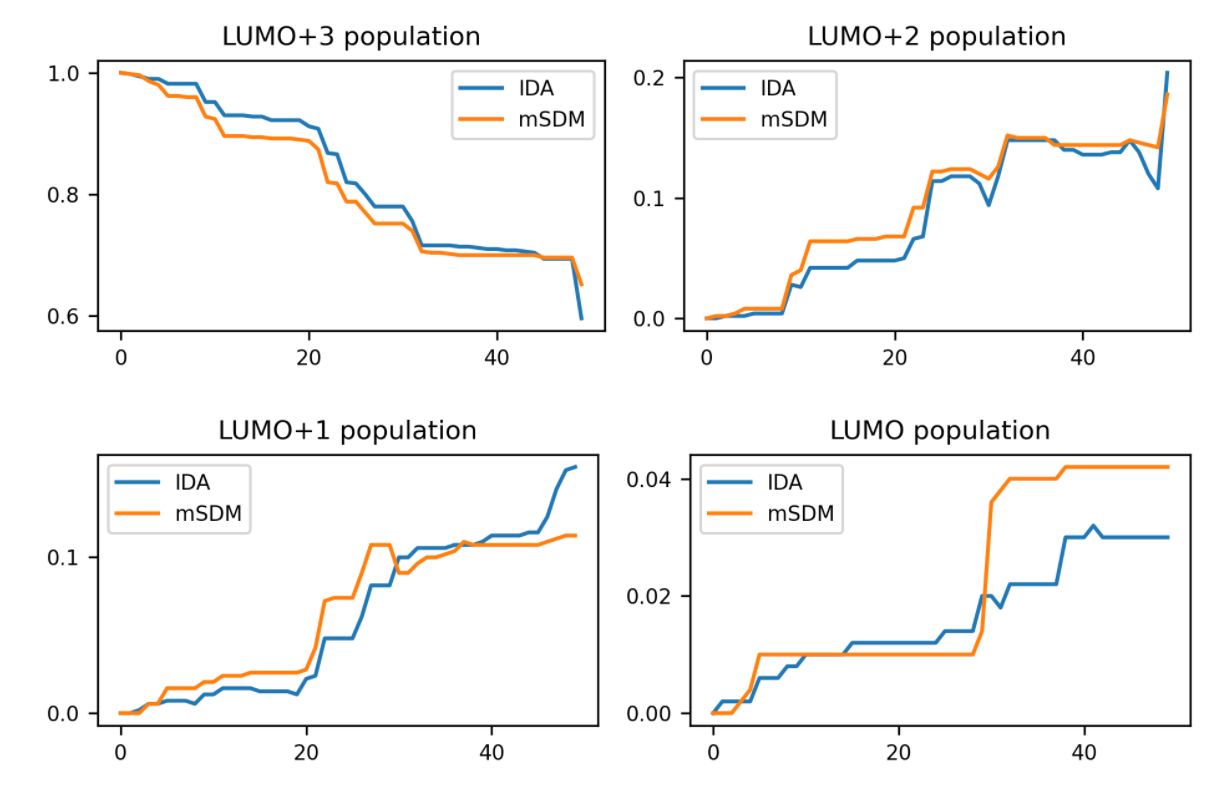 LUMO+3 population
1.0
0.8
0.6
0
20
40
IDA
mSDM
LUMO+2 population
0.2
0.1
0.0
0
20
40
IDA
mSDM
LUMO+1 population
0.1
0.0
0
20
40
IDA
mSDM
LUMO population
0.04
0.02
0.00
0
20
40
IDA
mSDM